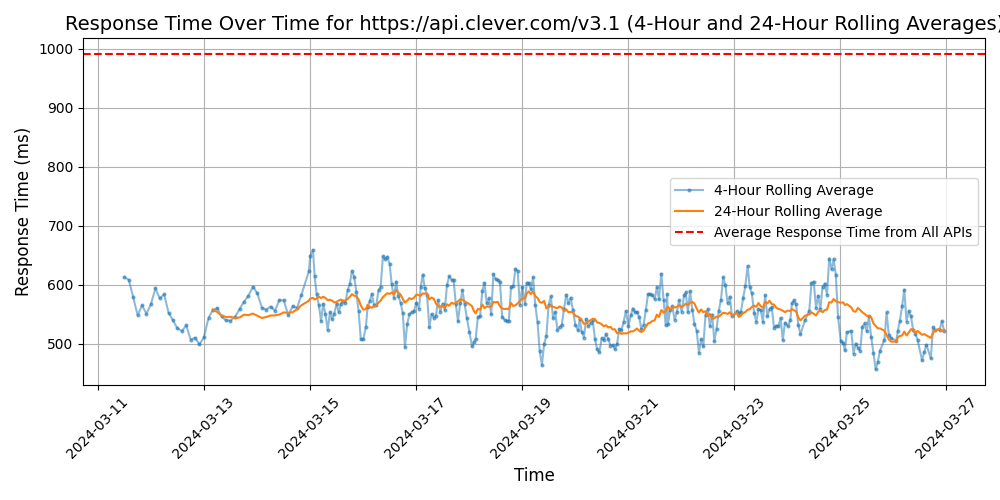 Response Time Over Time for https://api.clever.com/v3.1 (4-Hour and 24-Hour Rolling Averages)
1000
900
800
700
600
500
Response Time (ms)
4-Hour Rolling Average
24-Hour Rolling Average
Average Response Time from All APIs
2024-03-11
2024-03-13
2024-03-15
2024-03-17
2024-03-19
2024-03-21
2024-03-23
2024-03-25
2024-03-27
Time